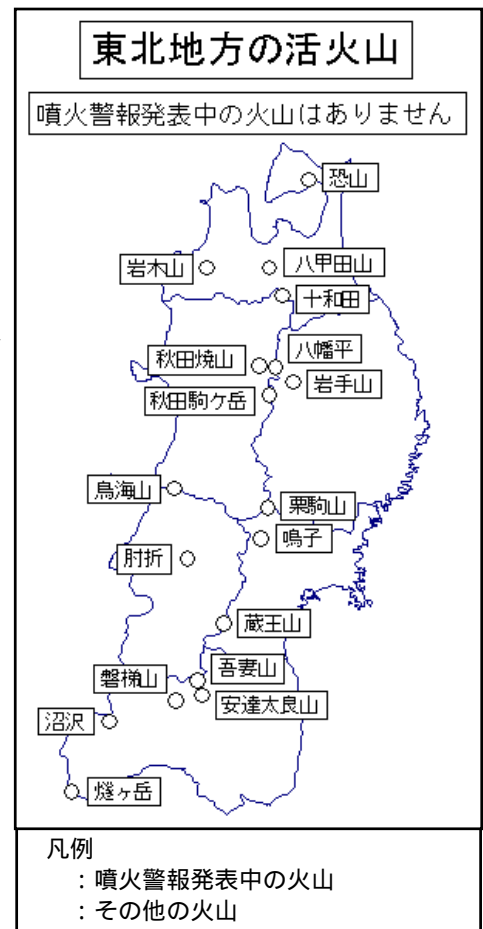 東北地方の活火山
噴火警報発表中の火山はありません
恐山
岩木山
八甲田山
十和田
八幡平
秋田焼山
岩手山
秋田駒ケ岳
鳥海山
栗駒山
鳴子
肘折
蔵王山
吾妻山
磐梯山
安達太良山
沼沢
燧ヶ岳
凡例
：噴火警報発表中の火山
：その他の火山